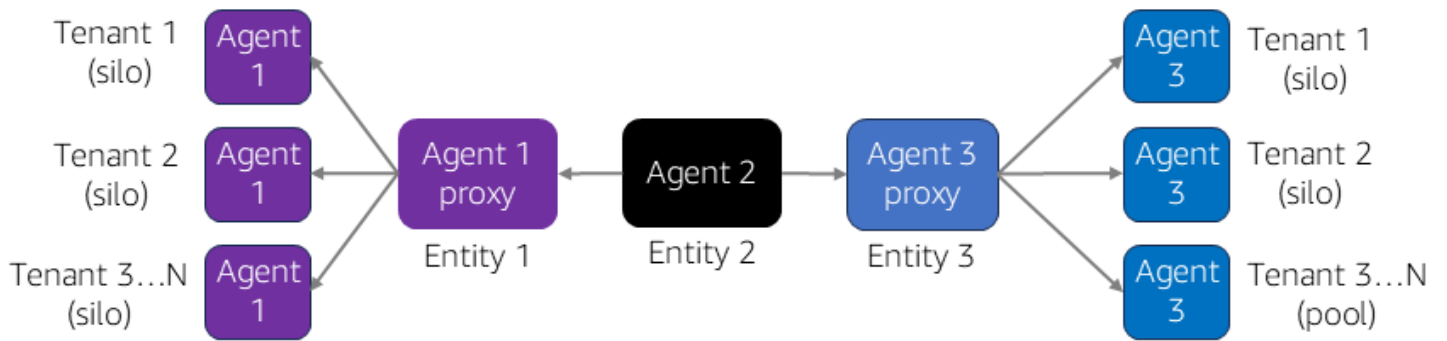 Tenant 1
(silo)
Agent
1
Tenant 2
(silo)
Agent
1
Tenant 3...N
(silo)
Agent
1
Agent 1
proxy
Entity 1
Agent 2
Entity 2
Agent 3
proxy
Entity 3
Agent
3
Tenant 1
(silo)
Agent
3
Tenant 2
(silo)
Agent
3
Tenant 3...N
(pool)